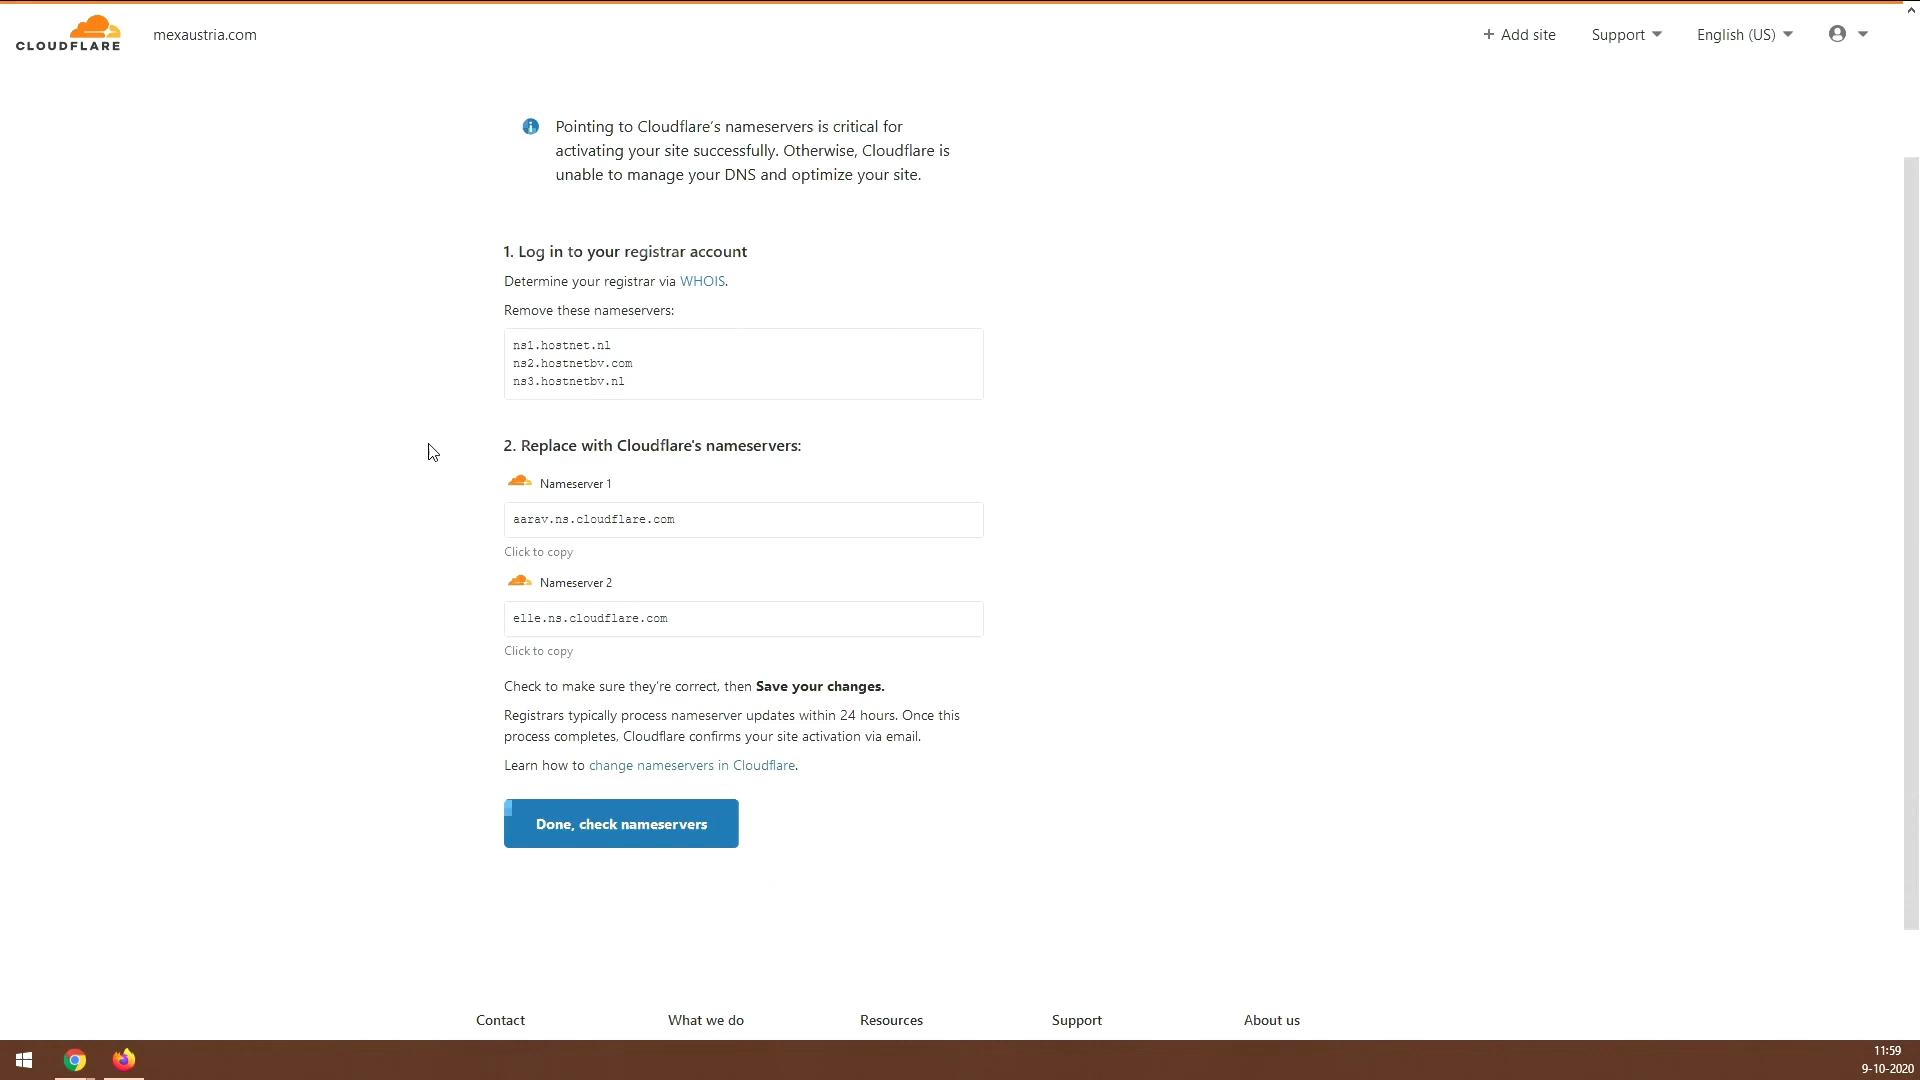 CLOUDFLARE
mexaustria.com
+ Add site
Support
English (US)
Pointing to Cloudflare's nameservers is critical for
activating your site successfully. Otherwise, Cloudflare is
unable to manage your DNS and optimize your site.
1. Log in to your registrar account
Determine your registrar via WHOIS.
Remove these nameservers:
ns1.hostnet.nl
ns2.hostnetbv.com
ns3.hostnetbv.nl
2. Replace with Cloudflare's nameservers:
Nameserver 1
aarav.ns.cloudflare.com
Click to copy
Nameserver 2
elle.ns.cloudflare.com
Click to copy
Check to make sure they're correct, then Save your changes.
Registrars typically process nameserver updates within 24 hours. Once this
process completes, Cloudflare confirms your site activation via email.
Learn how to change nameservers in Cloudflare.
Done, check nameservers
Contact
What we do
Resources
Support
About us
11:59
9-10-2020